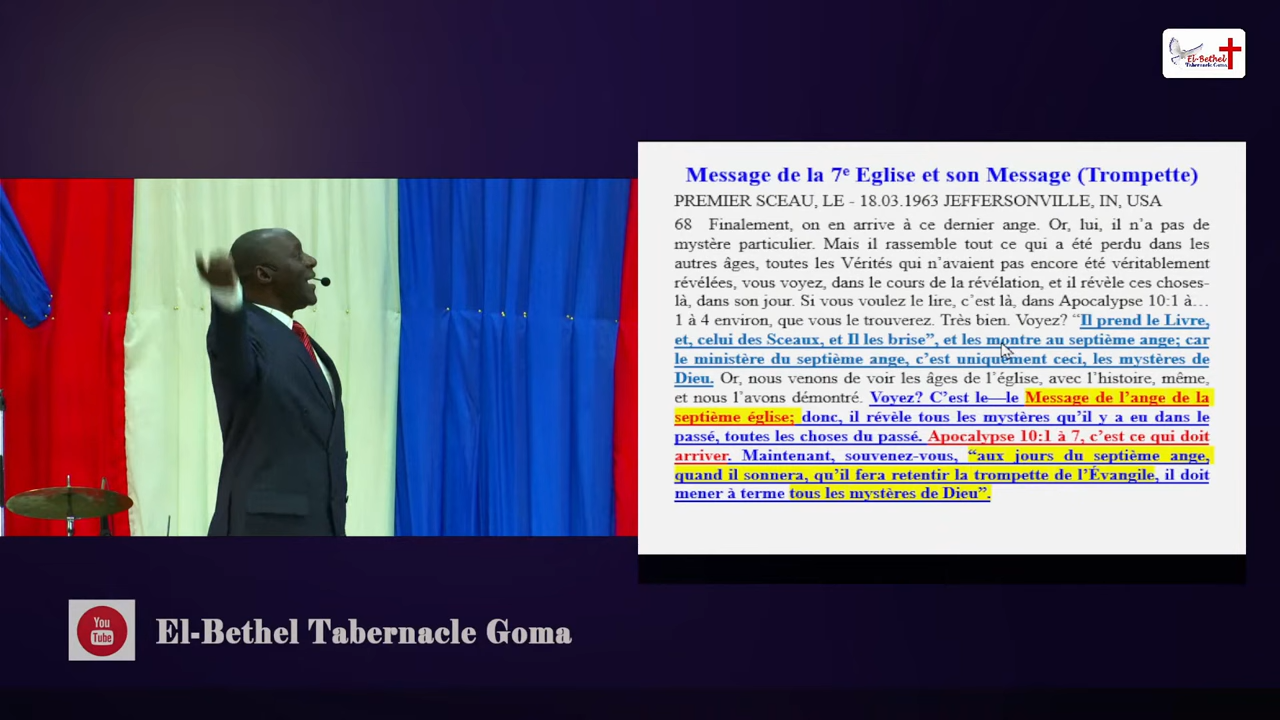 El-Bethel
Tabernacle Goma
Message de la 7e Eglise et son Message (Trompette)
PREMIER SCEAU, LE - 18.03.1963 JEFFERSONVILLE, IN, USA
68 Finalement, on en arrive à ce dernier ange. Or, lui, il n’a pas de
mystère particulier. Mais il rassemble tout ce qui a été perdu dans les
autres âges, toutes les Vérités qui n’avaient pas encore été véritablement
révélées, vous voyez, dans le cours de la révélation, et il révèle ces choses-
là, dans son jour. Si vous voulez le lire, c’est là, dans Apocalypse 10:1 à…
1 à 4 environ, que vous le trouverez. Très bien. Voyez? “Il prend le Livre,
et, celui des Sceaux, et Il les brise”, et les montre au septième ange; car
le ministère du septième ange, c’est uniquement ceci, les mystères de
Dieu. Or, nous venons de voir les âges de l’église, avec l’histoire, même,
et nous l’avons démontré. Voyez? C’est le—le Message de l’ange de la
septième église; donc, il révèle tous les mystères qu’il y a eu dans le
passé, toutes les choses du passé. Apocalypse 10:1 à 7, c’est ce qui doit
arriver. Maintenant, souvenez-vous, “aux jours du septième ange,
quand il sonnera, qu’il fera retentir la trompette de l’Évangile, il doit
mener à terme tous les mystères de Dieu”.
You
Tube
El-Bethel Tabernacle Goma